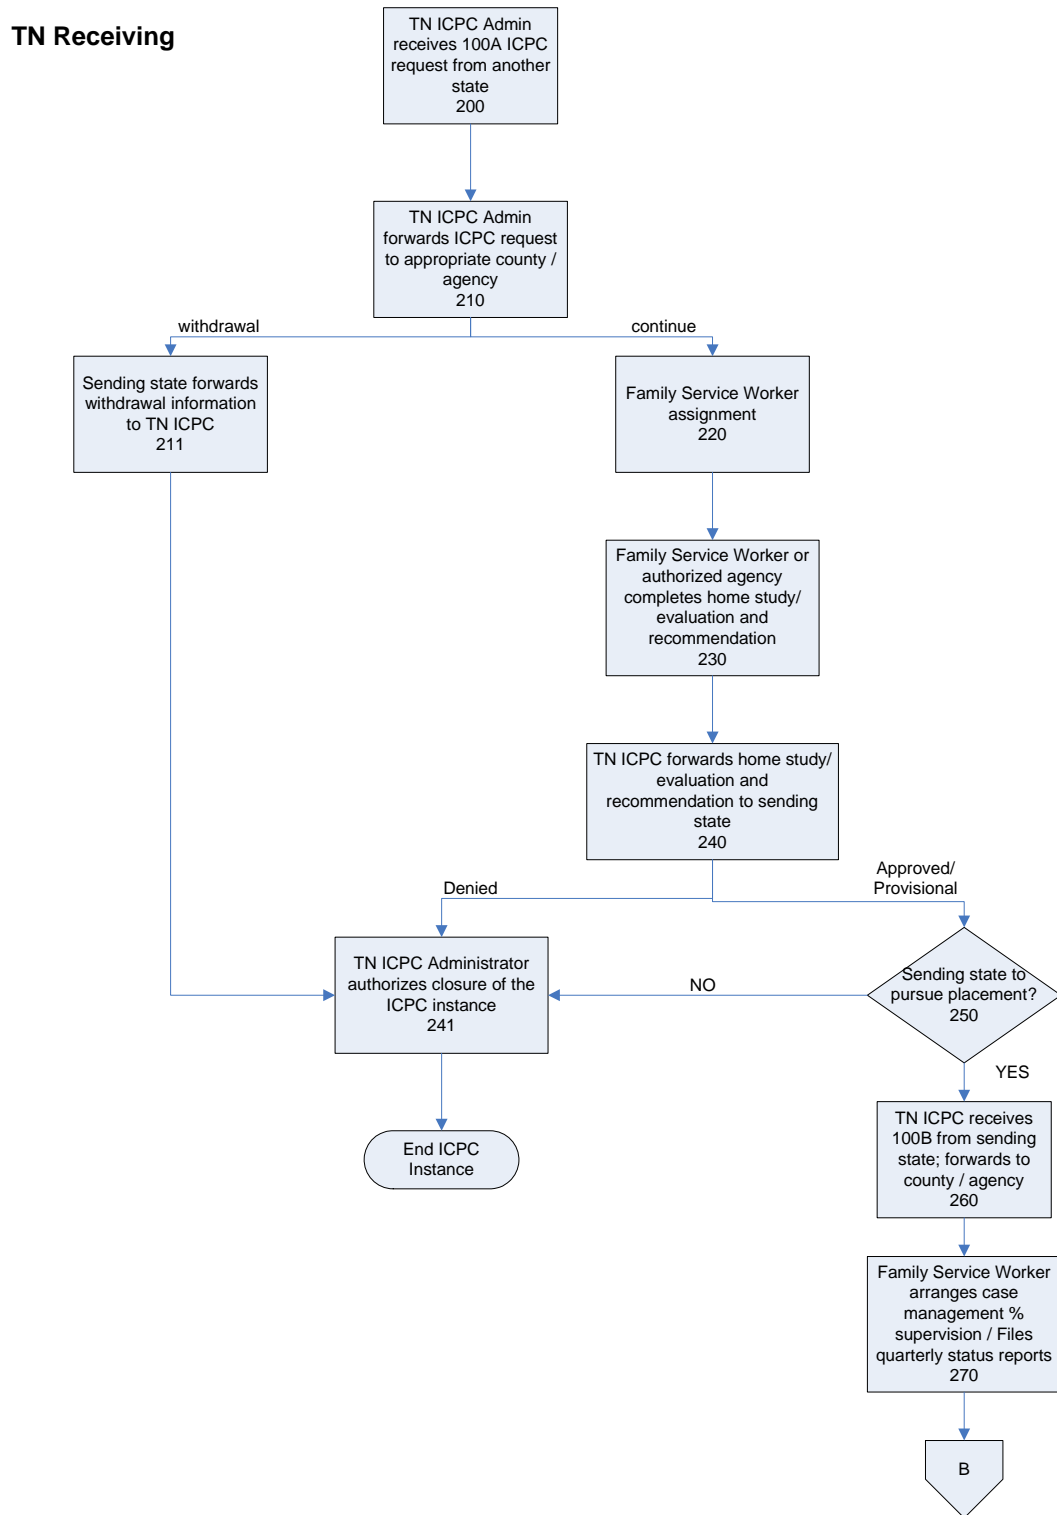 TN Receiving
TN ICPC Admin
receives 100A ICPC
request from another
state
200
TN ICPC Admin
forwards ICPC request
to appropriate county /
agency
210
withdrawal
continue
Sending state forwards
withdrawal information
to TN ICPC
211
Family Service Worker
assignment
220
Family Service Worker or
authorized agency
completes home study/
evaluation and
recommendation
230
TN ICPC forwards home study/
evaluation and
recommendation to sending
state
240
Denied
Approved/
Provisional
TN ICPC Administrator
authorizes closure of the
ICPC instance
241
NO
Sending state to
pursue placement?
250
YES
End ICPC
Instance
TN ICPC receives
100B from sending
state; forwards to
county / agency
260
Family Service Worker
arranges case
management %
supervision / Files
quarterly status reports
270
B